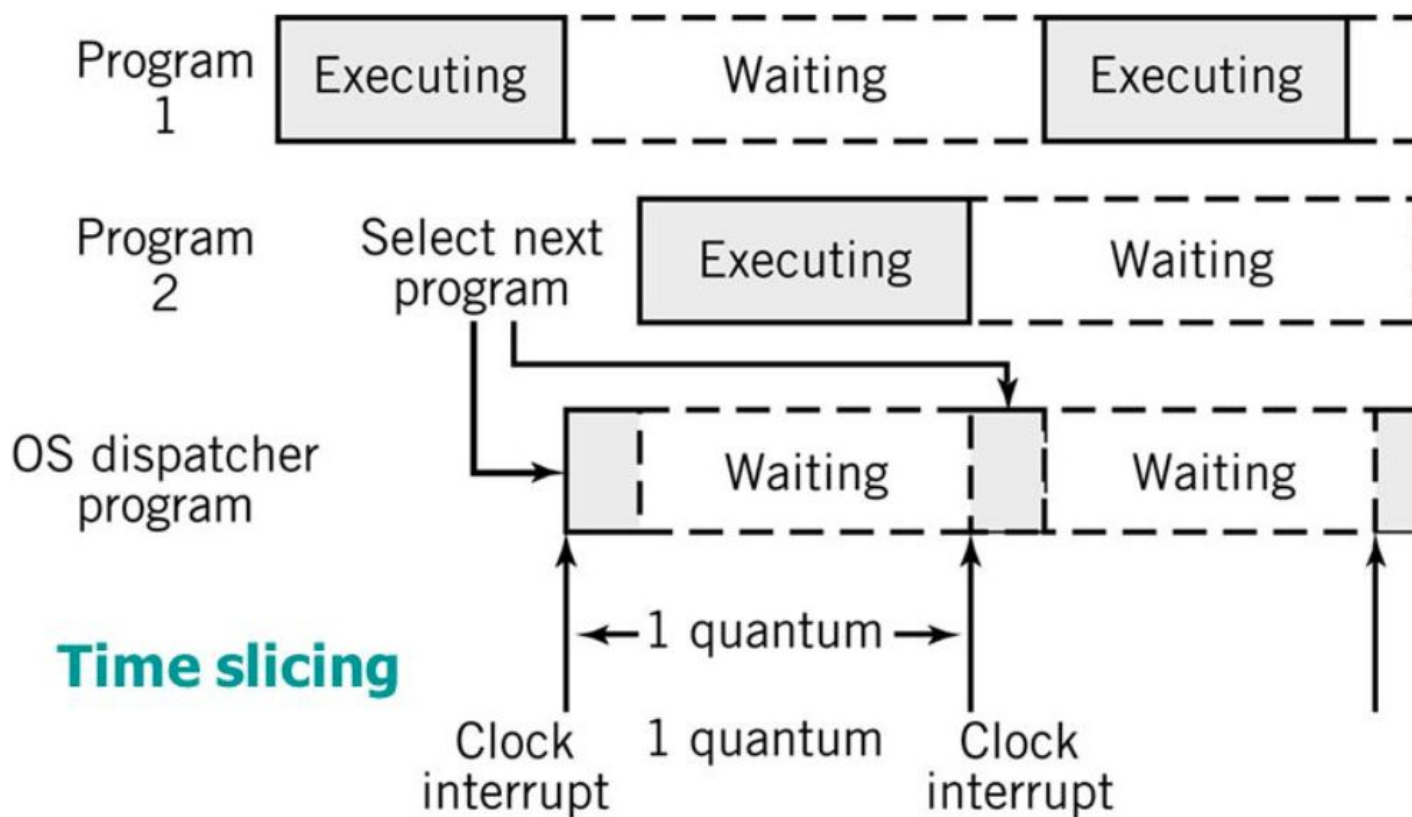 Program
1
Executing
Waiting
Executing
Program
2
Select next
program
Executing
Waiting
OS dispatcher
program
Waiting
Waiting
1 quantum
Time slicing
Clock
interrupt
1 quantum
Clock
interrupt